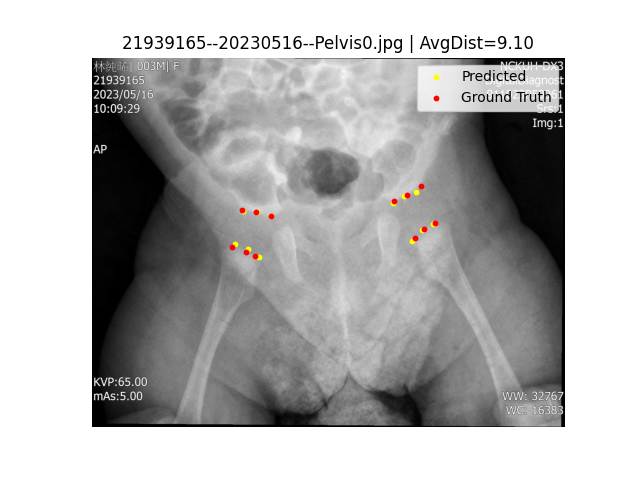 21939165--20230516--Pelvis0.jpg | AvgDist=9.10
003M| F
21939165
2023/05/16
10:09:29
AP
NCKUH DX3
Predicted
Ground Truth
Srs:1
Img:1
KVP:65.00
mAs:5.00
WW: 32767
WC: 16383